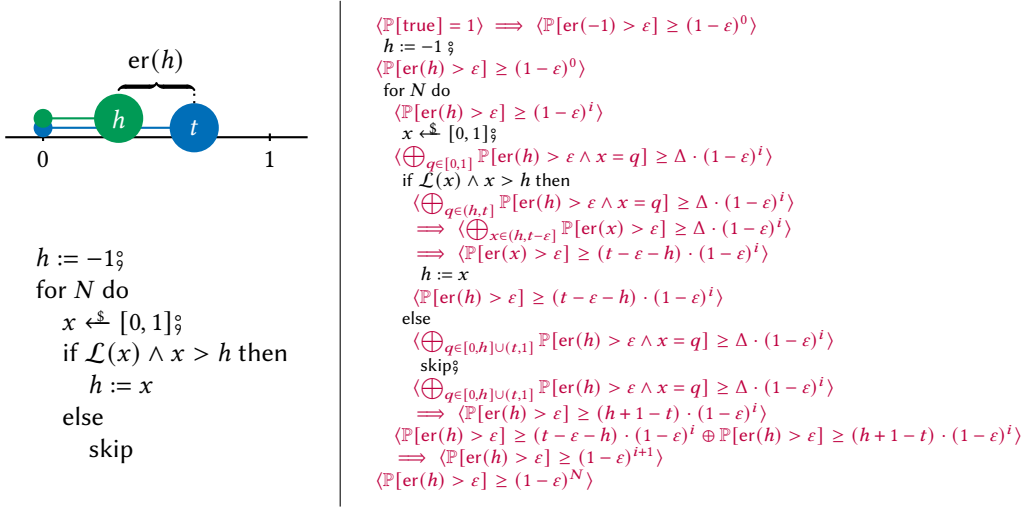 er(h)
h
t
0
1
h := −1⨟
for N do
x ←$ [0, 1]⨟
if ℒ(x) ∧ x > h then
h := x
else
skip
⟨ℙ[true] = 1⟩ ⟹ ⟨ℙ[er(−1) > ε] ≥ (1 − ε)⁰⟩
h := −1⨟
⟨ℙ[er(h) > ε] ≥ (1 − ε)⁰⟩
for N do
⟨ℙ[er(h) > ε] ≥ (1 − ε)ⁱ⟩
x ←$ [0, 1]⨟
⟨⨁_{q∈[0,1]} ℙ[er(h) > ε ∧ x = q] ≥ Δ · (1 − ε)ⁱ⟩
if ℒ(x) ∧ x > h then
⟨⨁_{q∈(h,t]} ℙ[er(h) > ε ∧ x = q] ≥ Δ · (1 − ε)ⁱ⟩
⟹ ⟨⨁_{x∈(h,t−ε]} ℙ[er(x) > ε] ≥ Δ · (1 − ε)ⁱ⟩
⟹ ⟨ℙ[er(x) > ε] ≥ (t − ε − h) · (1 − ε)ⁱ⟩
h := x
⟨ℙ[er(h) > ε] ≥ (t − ε − h) · (1 − ε)ⁱ⟩
else
⟨⨁_{q∈[0,h]∪(t,1]} ℙ[er(h) > ε ∧ x = q] ≥ Δ · (1 − ε)ⁱ⟩
skip⨟
⟨⨁_{q∈[0,h]∪(t,1]} ℙ[er(h) > ε ∧ x = q] ≥ Δ · (1 − ε)ⁱ⟩
⟹ ⟨ℙ[er(h) > ε] ≥ (h + 1 − t) · (1 − ε)ⁱ⟩
⟨ℙ[er(h) > ε] ≥ (t − ε − h) · (1 − ε)ⁱ ⊕ ℙ[er(h) > ε] ≥ (h + 1 − t) · (1 − ε)ⁱ⟩
⟹ ⟨ℙ[er(h) > ε] ≥ (1 − ε)ⁱ⁺¹⟩
⟨ℙ[er(h) > ε] ≥ (1 − ε)ᴺ⟩